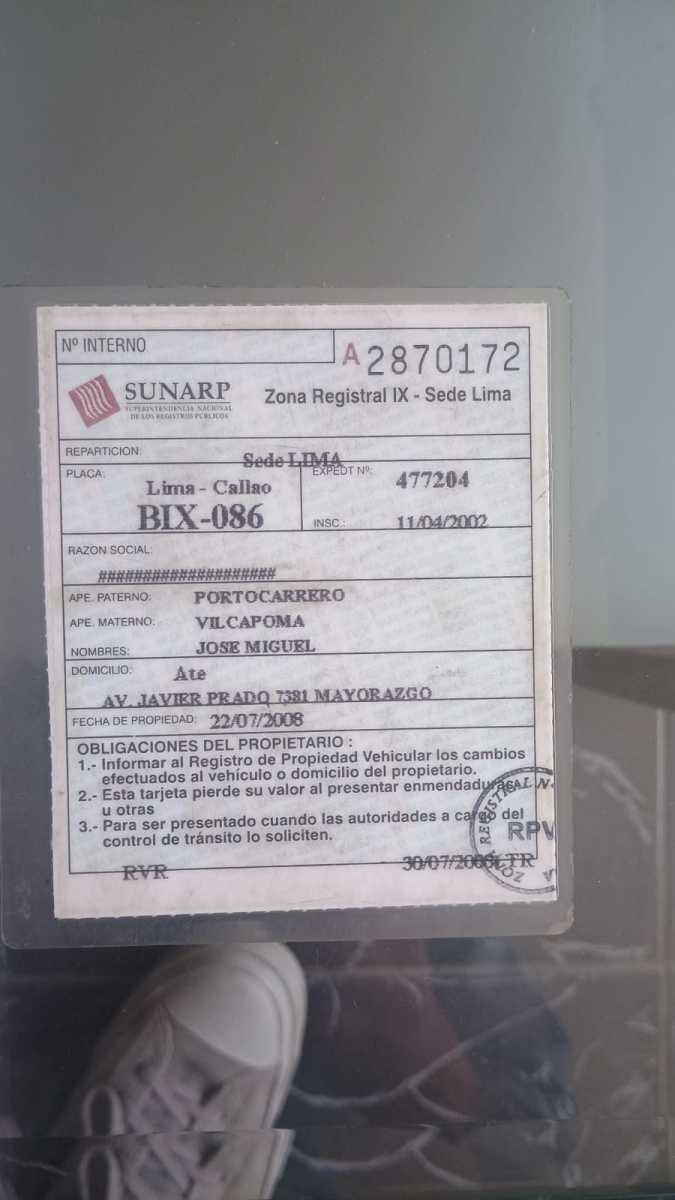 Nº INTERNO
A 2870172
SUNARP
SUPERINTENDENCIA NACIONAL
DE LOS REGISTROS PÚBLICOS
Zona Registral IX - Sede Lima
REPARTICION:
Sede LIMA
PLACA:
Lima - Callao
BIX-086
EXPEDT Nº:
477204
INSC.:
11/04/2002
RAZON SOCIAL:
####################
APE. PATERNO: PORTOCARRERO
APE. MATERNO: VILCAPOMA
NOMBRES: JOSE MIGUEL
DOMICILIO: Ate
AV. JAVIER PRADO 7381 MAYORAZGO
FECHA DE PROPIEDAD: 22/07/2008
OBLIGACIONES DEL PROPIETARIO :
1.- Informar al Registro de Propiedad Vehicular los cambios
efectuados al vehículo o domicilio del propietario.
2.- Esta tarjeta pierde su valor al presentar enmendaduras
u otras
3.- Para ser presentado cuando las autoridades a cargo del
control de tránsito lo soliciten.
RVR
LTR
ZONA REGISTRAL N
RPV